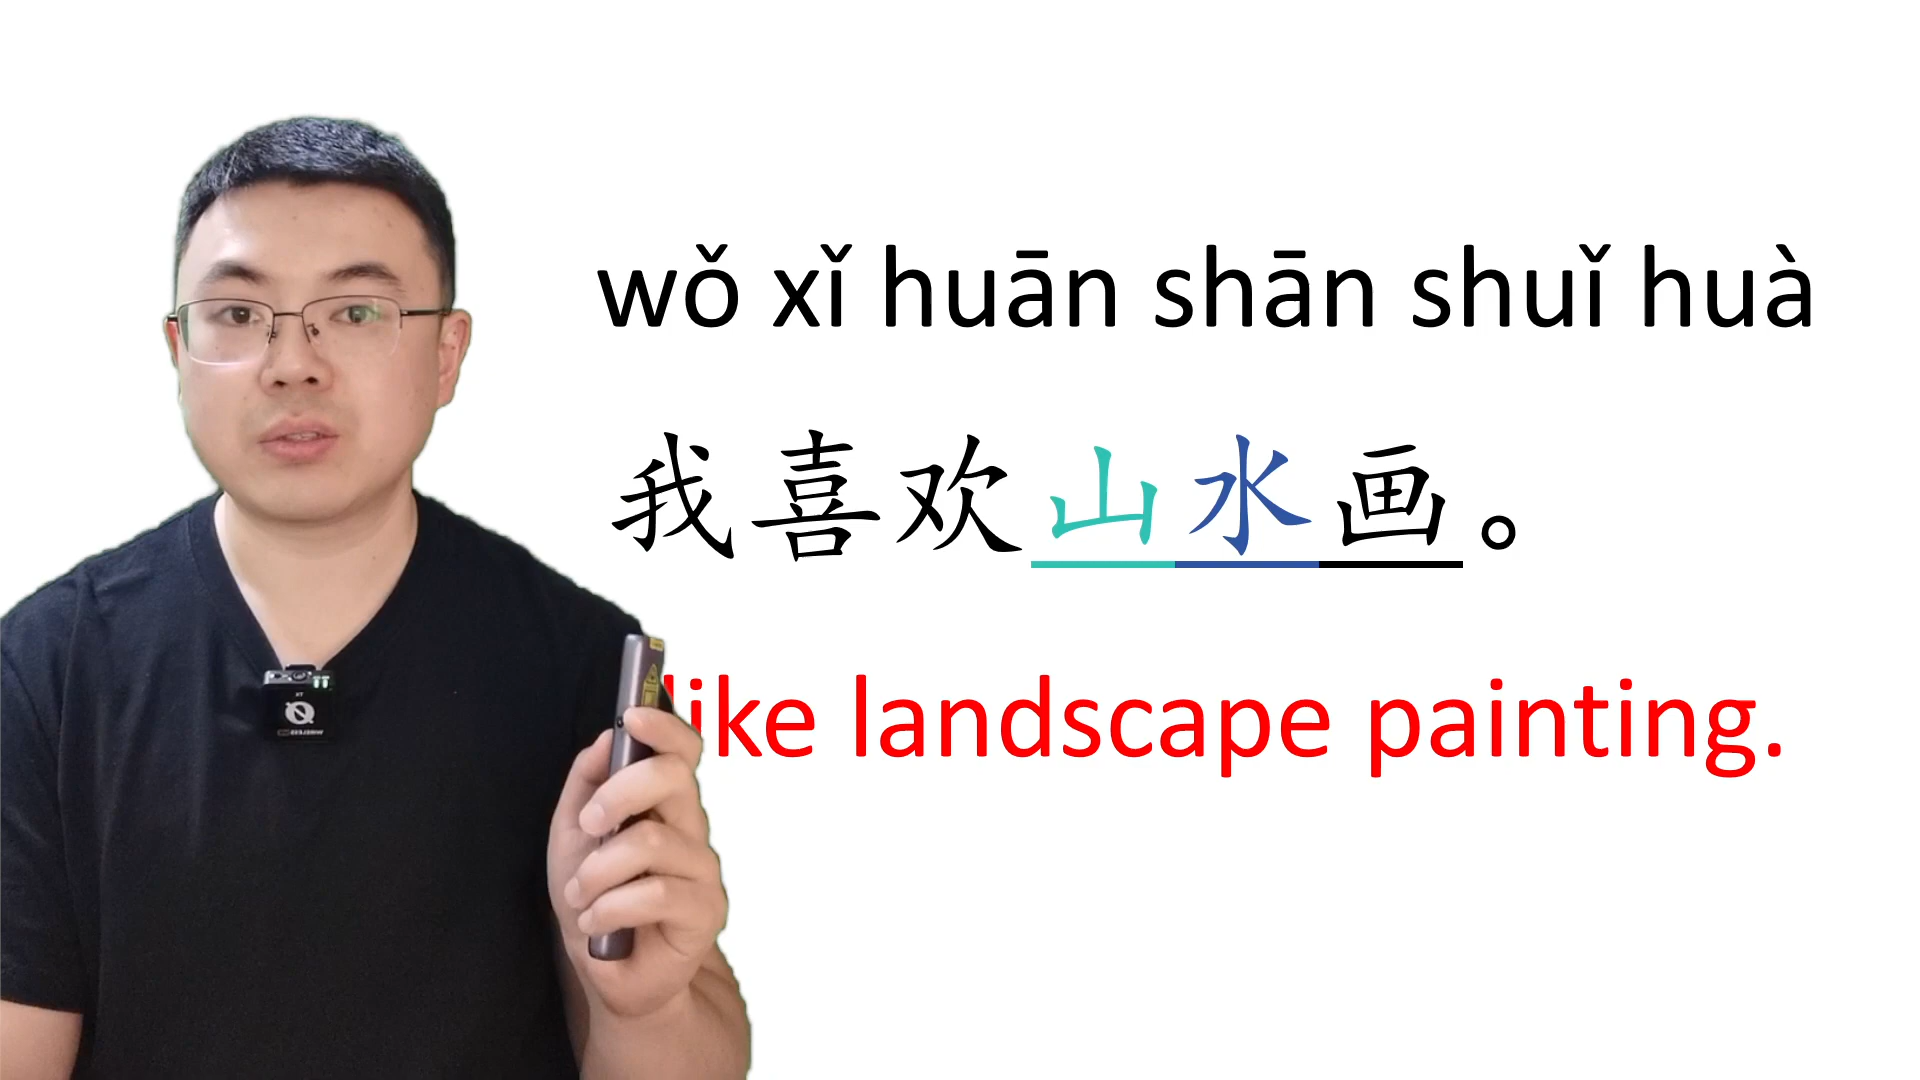 wǒ xǐ huān shān shuǐ huà
我喜欢山水画。
like landscape painting.